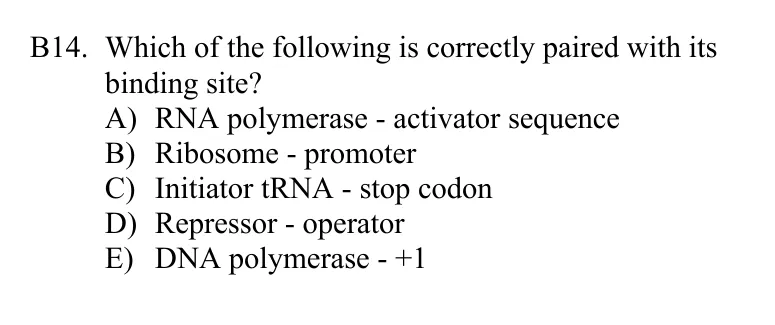 B14. Which of the following is correctly paired with its
binding site?
A) RNA polymerase - activator sequence
B) Ribosome - promoter
C) Initiator tRNA - stop codon
D) Repressor - operator
E) DNA polymerase - +1